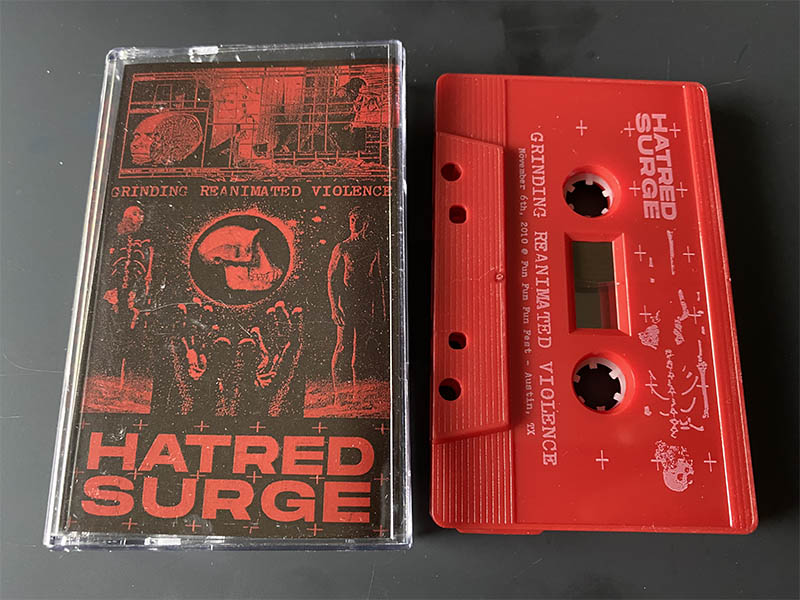 GRINDING REANIMATED VIOLENCE
HATRED
SURGE
HATRED
SURGE
GRINDING REANIMATED VIOLENCE
November 6th, 2010 @ Fun Fun Fun Fest - Austin, TX